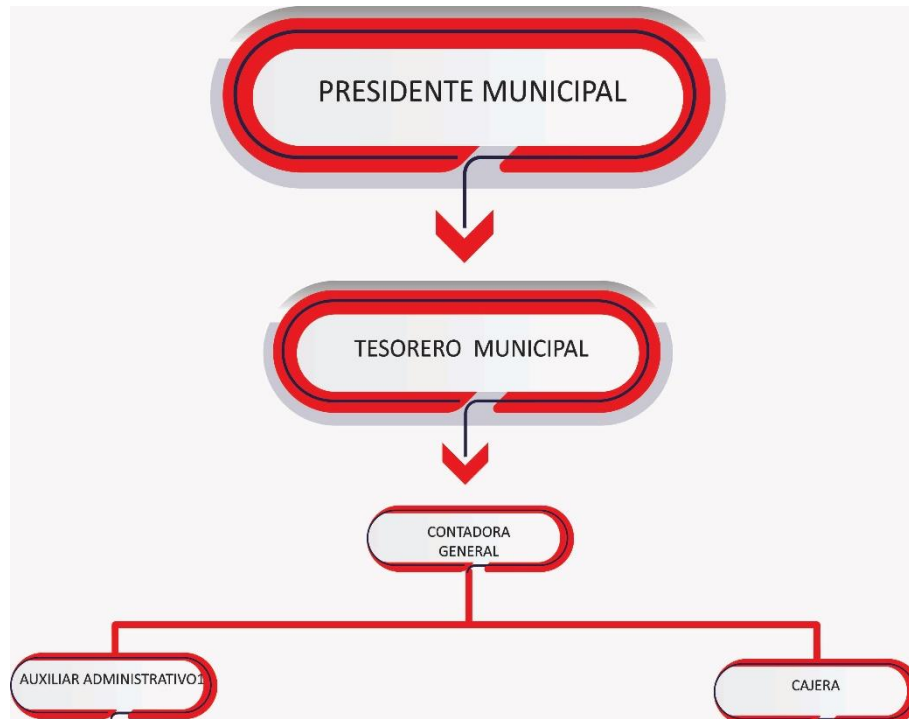 PRESIDENTE MUNICIPAL
TESORERO MUNICIPAL
CONTADORA
GENERAL
AUXILIAR ADMINISTRATIVO1
CAJERA